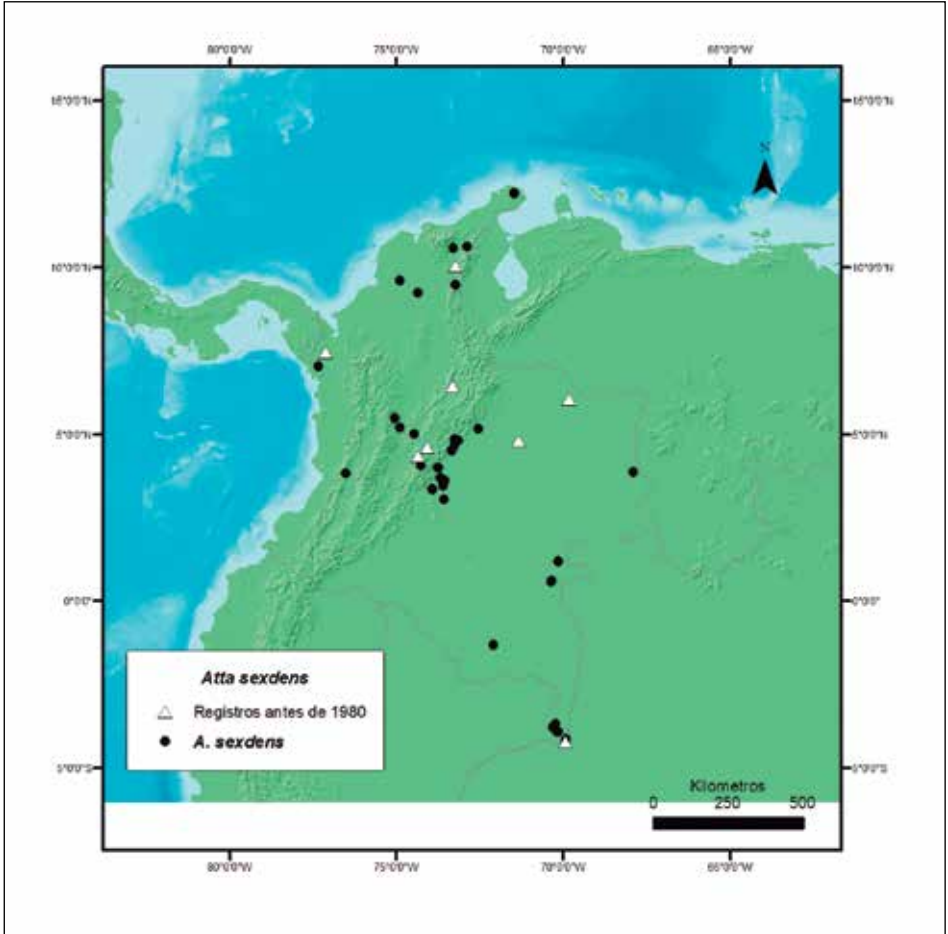 80°0'0"W 75°0'0"W 70°0'0"W 65°0'0"W
15°0'0"N 15°0'0"N
N
10°0'0"N 10°0'0"N
5°0'0"N 5°0'0"N
0°0'0" 0°0'0"
Atta sexdens
Registros antes de 1980
A. sexdens
5°0'0"S 5°0'0"S
Kilometros
0 250 500
80°0'0"W 75°0'0"W 70°0'0"W 65°0'0"W